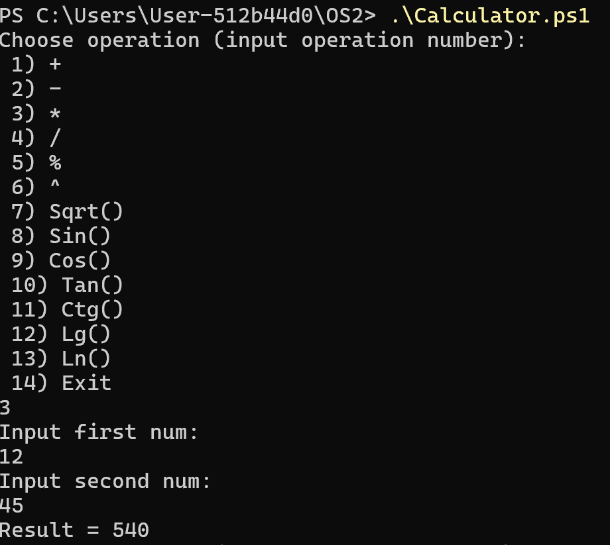 PS C:\Users\User-512b44d0\OS2> .\Calculator.ps1
Choose operation (input operation number):
1) +
2) -
3) *
4) /
5) %
6) ^
7) Sqrt()
8) Sin()
9) Cos()
10) Tan()
11) Ctg()
12) Lg()
13) Ln()
14) Exit
3
Input first num:
12
Input second num:
45
Result = 540